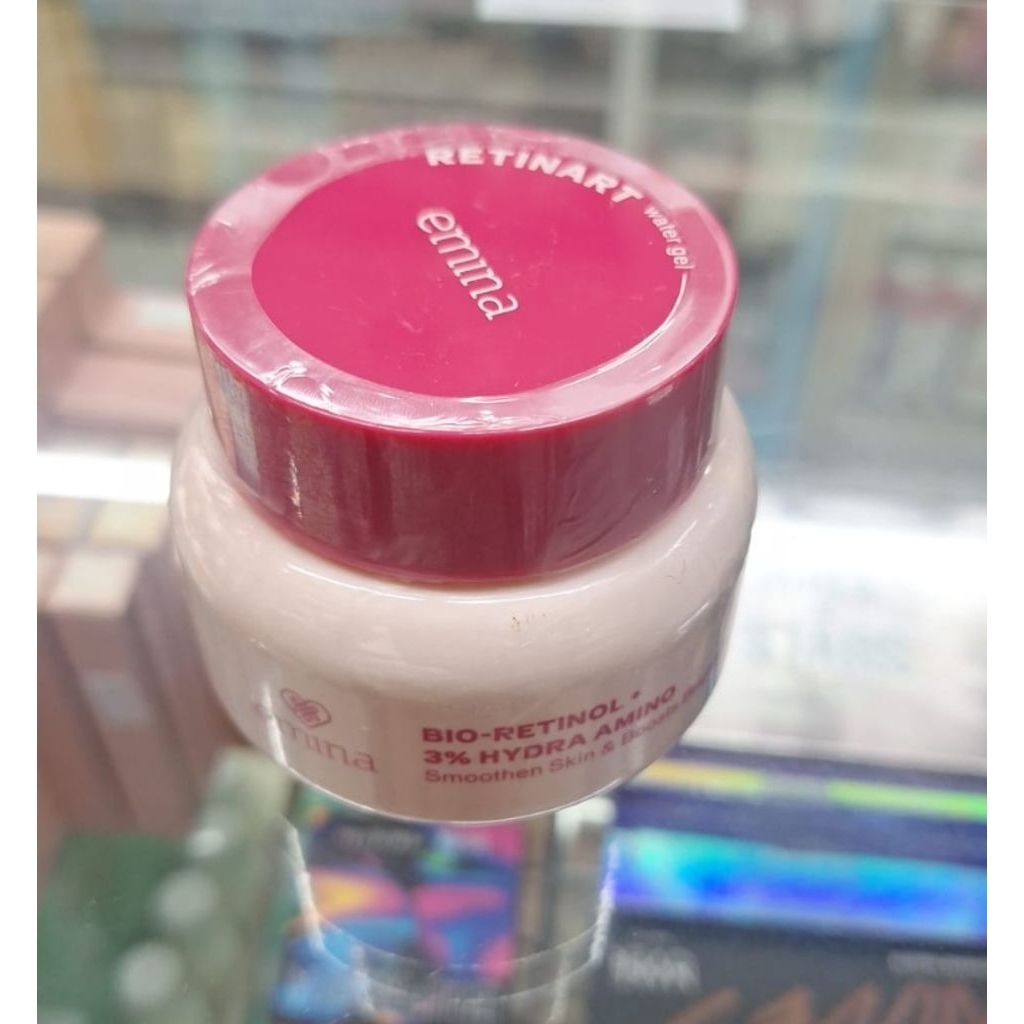 RETINART
water gel
emina
emina
BIO-RETINOL +
3% HYDRA AMINO
Smoothen Skin &